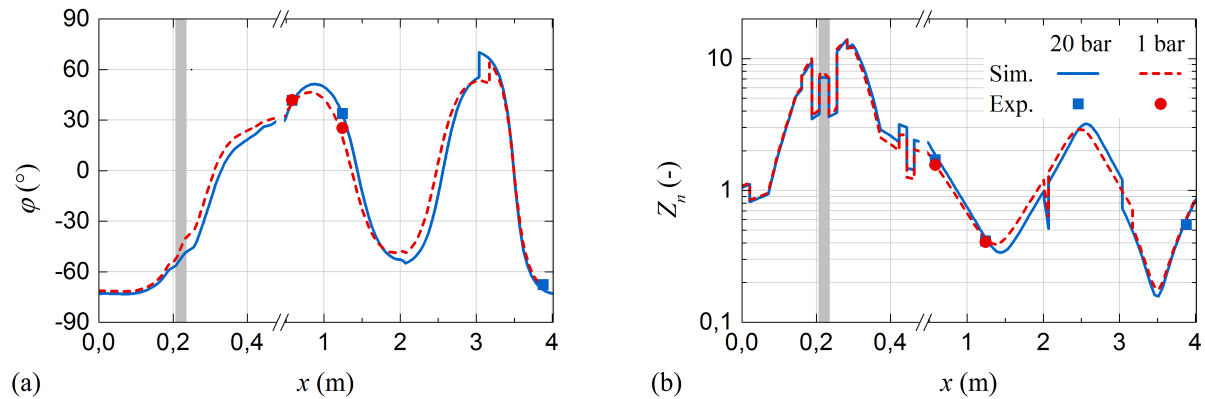 90
60
30
0
-30
-60
-90
φ (°)
0,0 0,2 0,4 1 2 3 4
x (m)
(a)
10
1
0,1
Zn (-)
20 bar 1 bar
Sim.
Exp.
0,0 0,2 0,4 1 2 3 4
x (m)
(b)